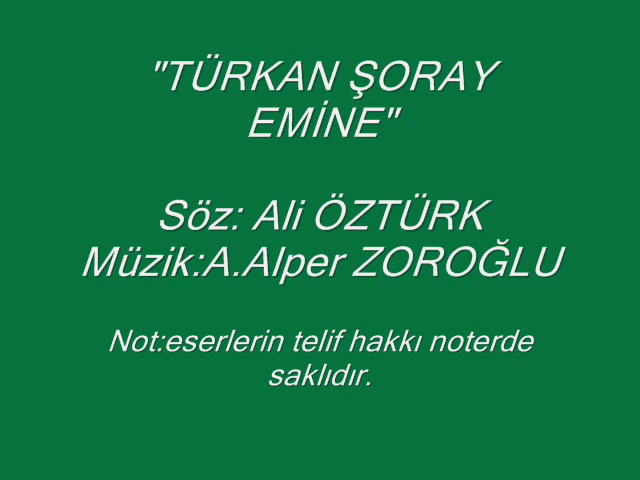 "TÜRKAN ŞORAY
EMİNE"
Söz: Ali ÖZTÜRK
Müzik:A.Alper ZOROĞLU
Not:eserlerin telif hakkı noterde
saklıdır.